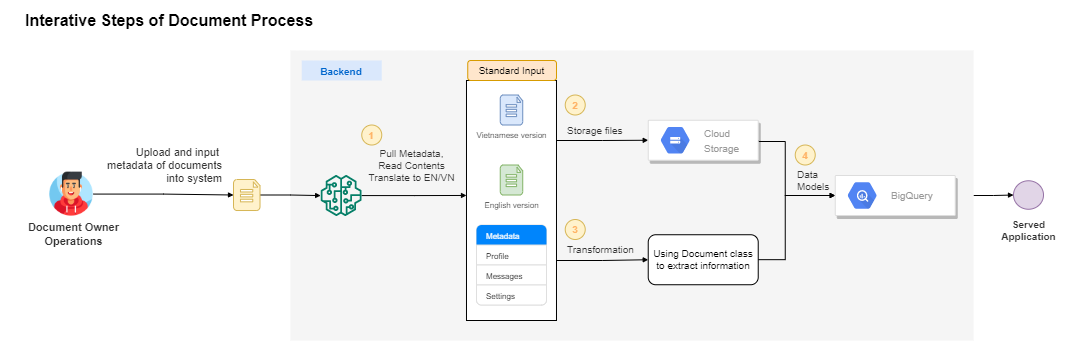 Interative Steps of Document Process
Backend
Standard Input
1
Pull Metadata,
Read Contents
Translate to EN/VN
Upload and input
metadata of documents
into system
Document Owner
Operations
Vietnamese version
English version
Metadata
Profile
Messages
Settings
2
Storage files
Cloud
Storage
3
Transformation
Using Document class
to extract information
4
Data
Models
BigQuery
Served
Application